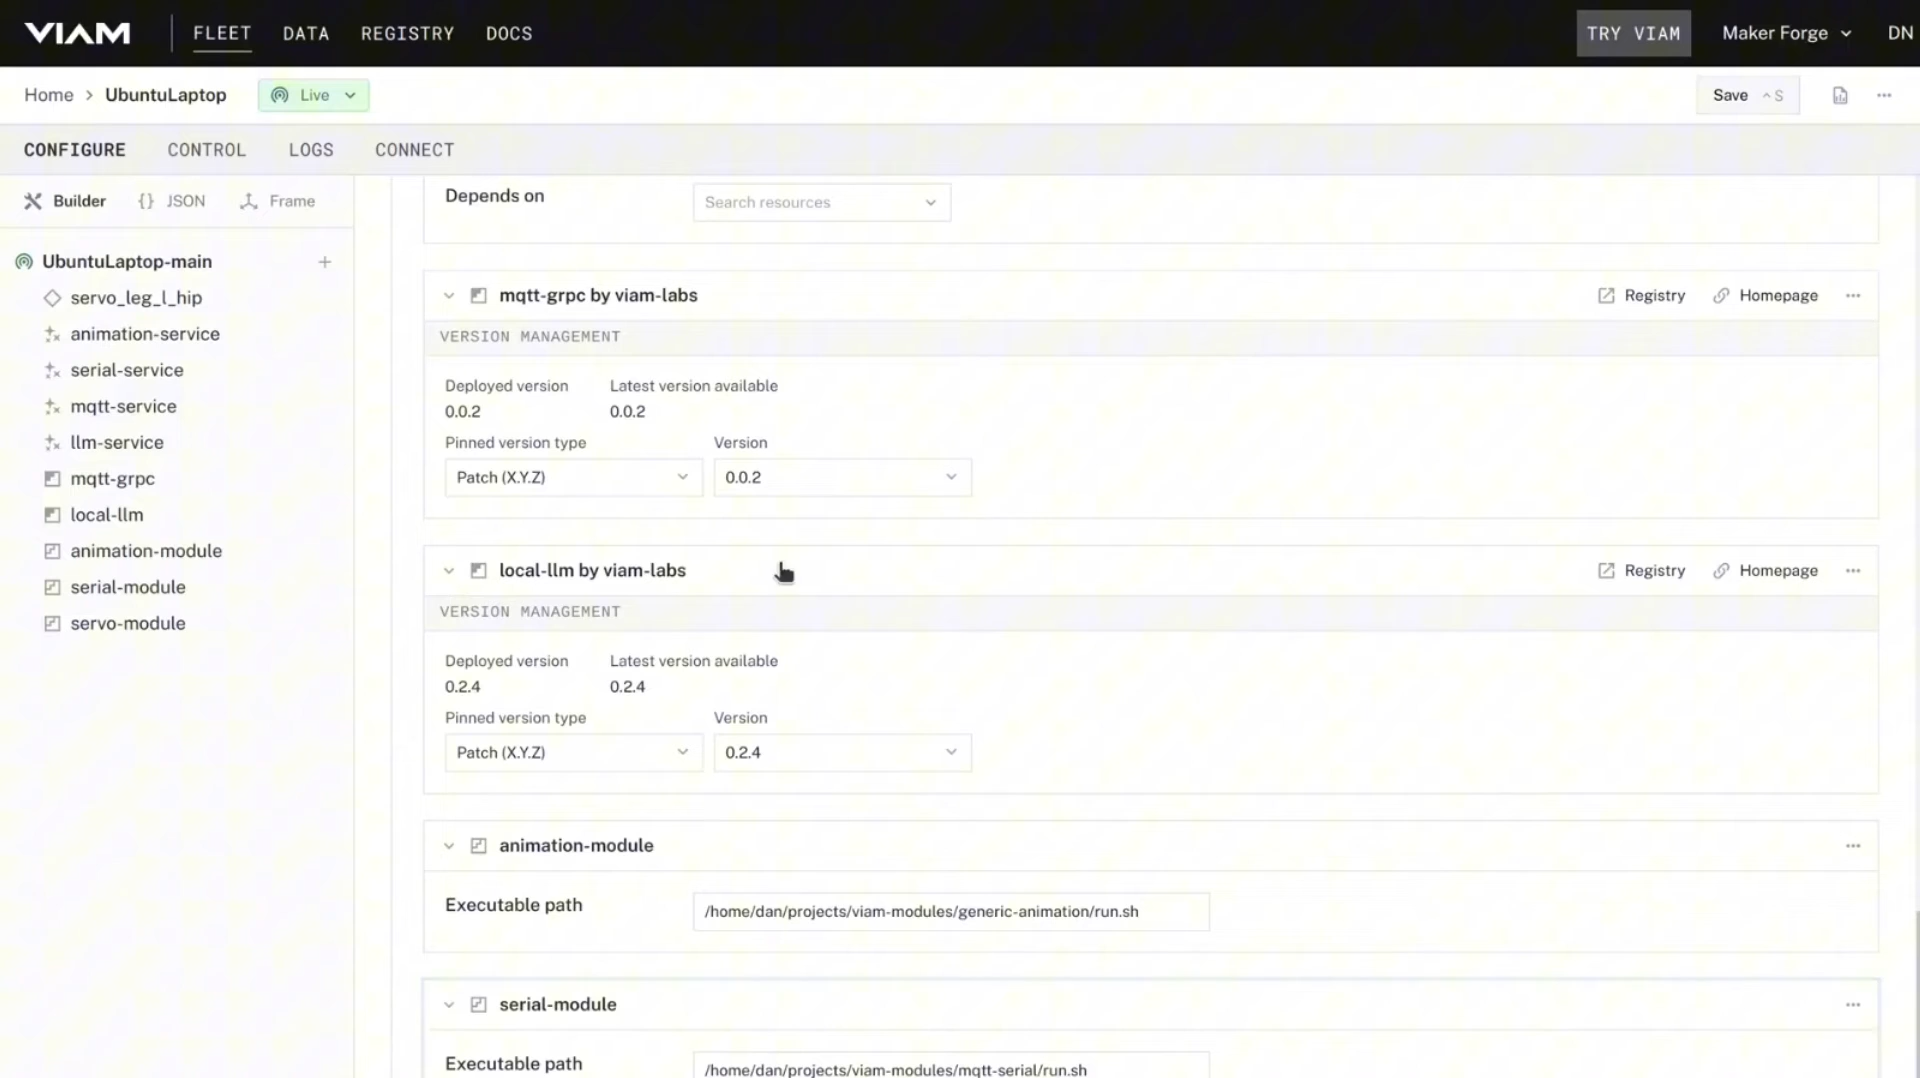 VIAM FLEET DATA REGISTRY DOCS TRY VIAM Maker Forge DN
Home > UbuntuLaptop Live Save ^ S
CONFIGURE CONTROL LOGS CONNECT
Builder {} JSON Frame
UbuntuLaptop-main
servo_leg_l_hip
animation-service
serial-service
mqtt-service
llm-service
mqtt-grpc
local-llm
animation-module
serial-module
servo-module
Depends on Search resources
mqtt-grpc by viam-labs Registry Homepage
VERSION MANAGEMENT
Deployed version Latest version available
0.0.2 0.0.2
Pinned version type Version
Patch (X.Y.Z) 0.0.2
local-llm by viam-labs Registry Homepage
VERSION MANAGEMENT
Deployed version Latest version available
0.2.4 0.2.4
Pinned version type Version
Patch (X.Y.Z) 0.2.4
animation-module
Executable path /home/dan/projects/viam-modules/generic-animation/run.sh
serial-module
Executable path /home/dan/projects/viam-modules/mqtt-serial/run.sh